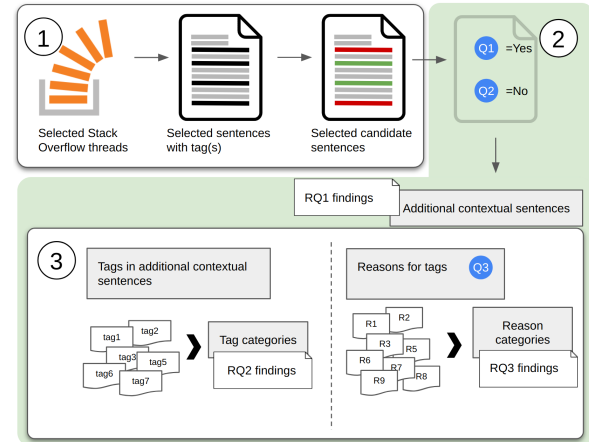 1
2
Q1 =Yes
Q2 =No
Selected Stack
Overflow threads
Selected sentences
with tag(s)
Selected candidate
sentences
RQ1 findings
Additional contextual sentences
3
Tags in additional contextual
sentences
tag1
tag2
tag3
tag5
tag6
tag7
Tag categories
RQ2 findings
Reasons for tags Q3
R1
R2
R3
R5
R6
R7
R8
R9
Reason
categories
RQ3 findings